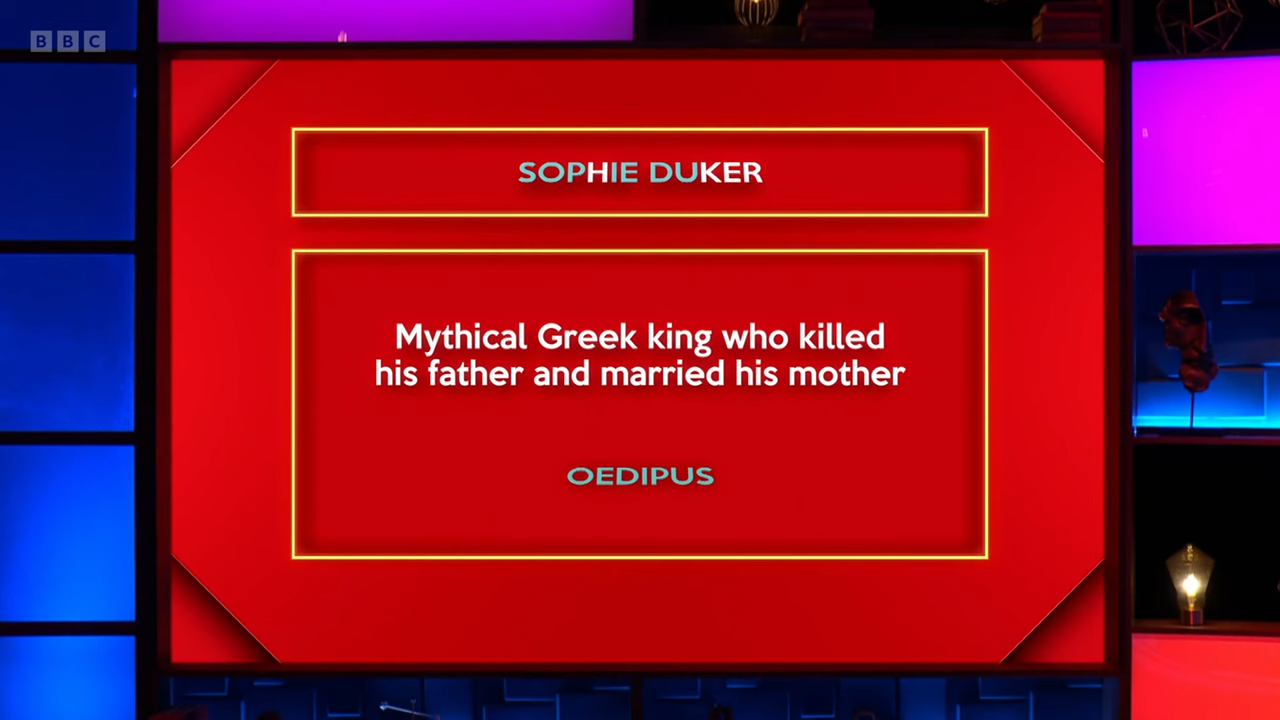 BBC
SOPHIE DUKER
Mythical Greek king who killed
his father and married his mother
OEDIPUS